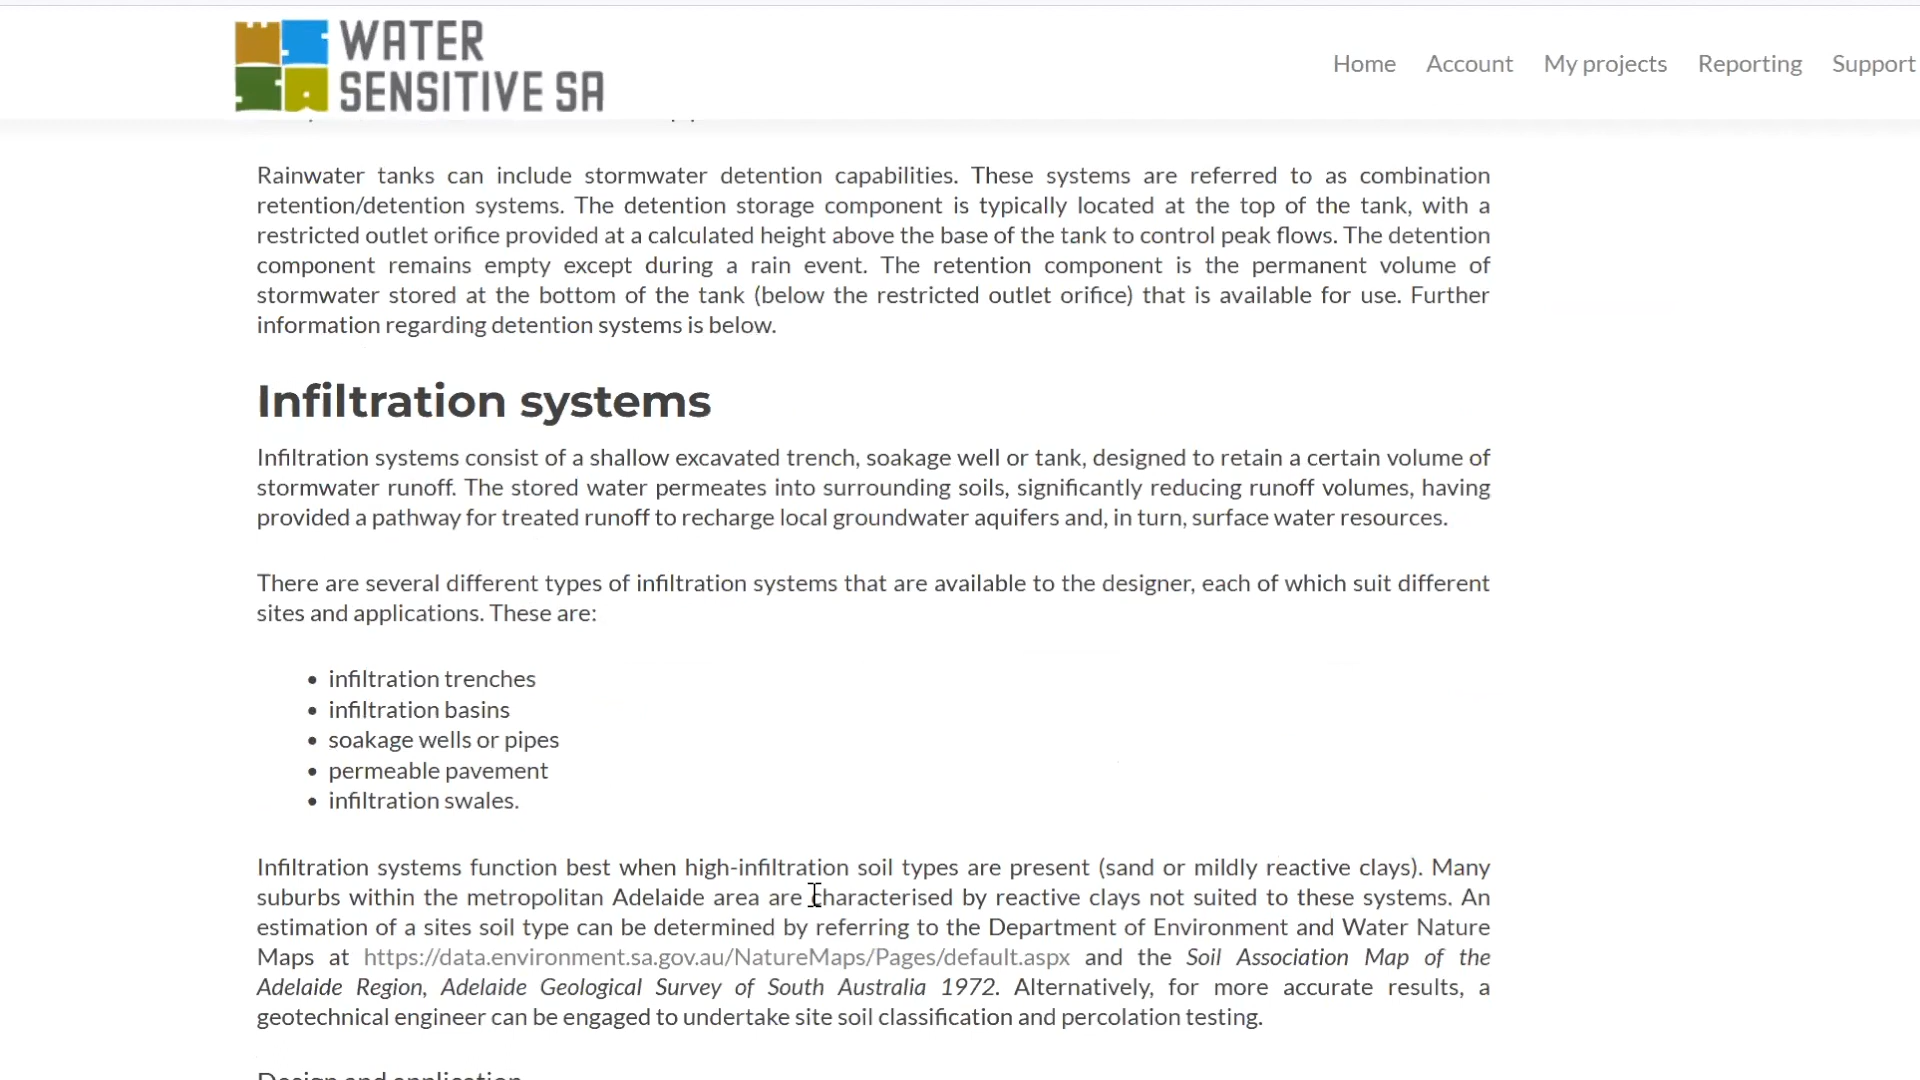 WATER
SENSITIVE SA
Home Account My projects Reporting Support
Rainwater tanks can include stormwater detention capabilities. These systems are referred to as combination
retention/detention systems. The detention storage component is typically located at the top of the tank, with a
restricted outlet orifice provided at a calculated height above the base of the tank to control peak flows. The detention
component remains empty except during a rain event. The retention component is the permanent volume of
stormwater stored at the bottom of the tank (below the restricted outlet orifice) that is available for use. Further
information regarding detention systems is below.
Infiltration systems
Infiltration systems consist of a shallow excavated trench, soakage well or tank, designed to retain a certain volume of
stormwater runoff. The stored water permeates into surrounding soils, significantly reducing runoff volumes, having
provided a pathway for treated runoff to recharge local groundwater aquifers and, in turn, surface water resources.
There are several different types of infiltration systems that are available to the designer, each of which suit different
sites and applications. These are:
• infiltration trenches
• infiltration basins
• soakage wells or pipes
• permeable pavement
• infiltration swales.
Infiltration systems function best when high-infiltration soil types are present (sand or mildly reactive clays). Many
suburbs within the metropolitan Adelaide area are characterised by reactive clays not suited to these systems. An
estimation of a sites soil type can be determined by referring to the Department of Environment and Water Nature
Maps at https://data.environment.sa.gov.au/NatureMaps/Pages/default.aspx and the Soil Association Map of the
Adelaide Region, Adelaide Geological Survey of South Australia 1972. Alternatively, for more accurate results, a
geotechnical engineer can be engaged to undertake site soil classification and percolation testing.
Design and application